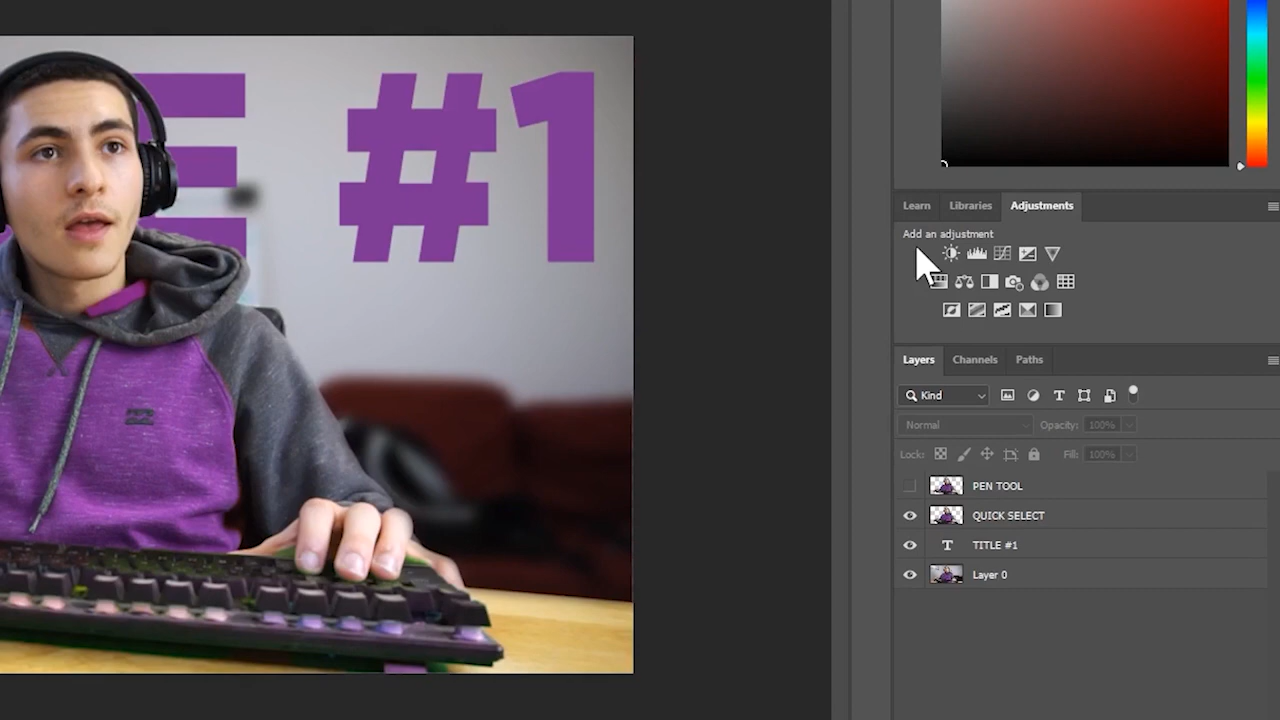 E #1
Learn Libraries Adjustments
Add an adjustment
Layers Channels Paths
Kind
Normal Opacity: 100%
Lock: Fill: 100%
PEN TOOL
QUICK SELECT
T TITLE #1
Layer 0